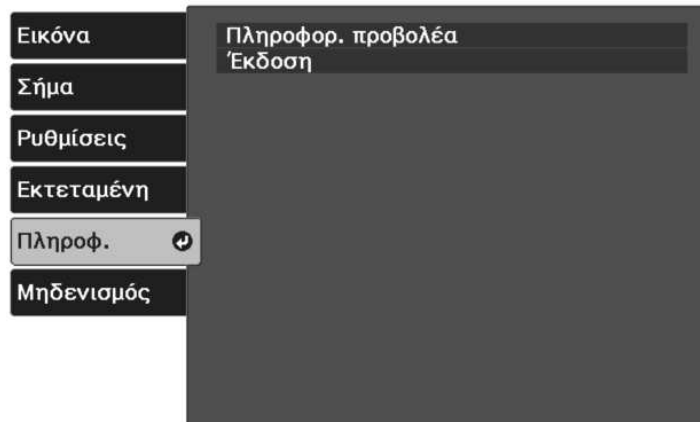 Εικόνα
Σήμα
Ρυθμίσεις
Εκτεταμένη
Πληροφ.
Μηδενισμός
Πληροφορ. προβολέα
Έκδοση